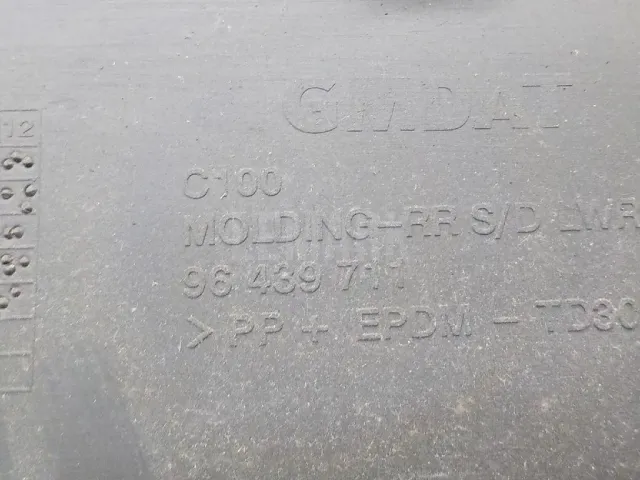 12
GMDAT
C100
MOLDING-RR S/D LWR
96 439 711
>PP + EPDM - TD30